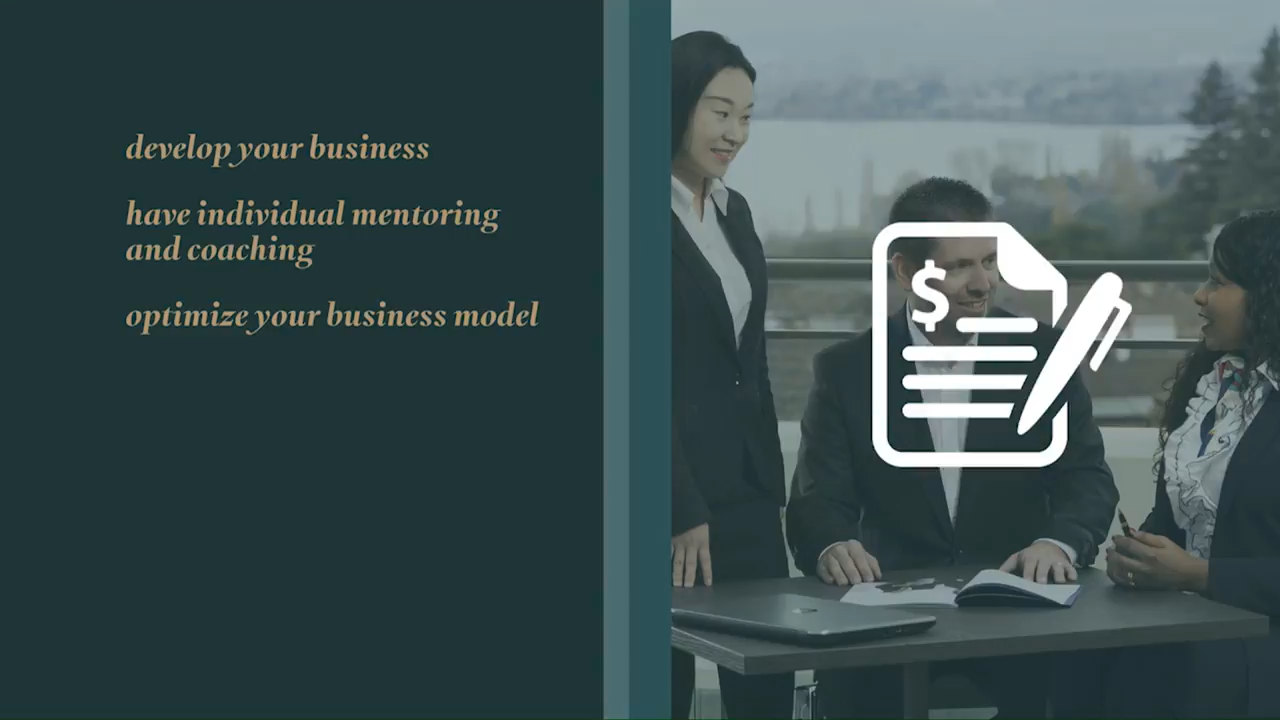 develop your business
have individual mentoring
and coaching
optimize your business model
$